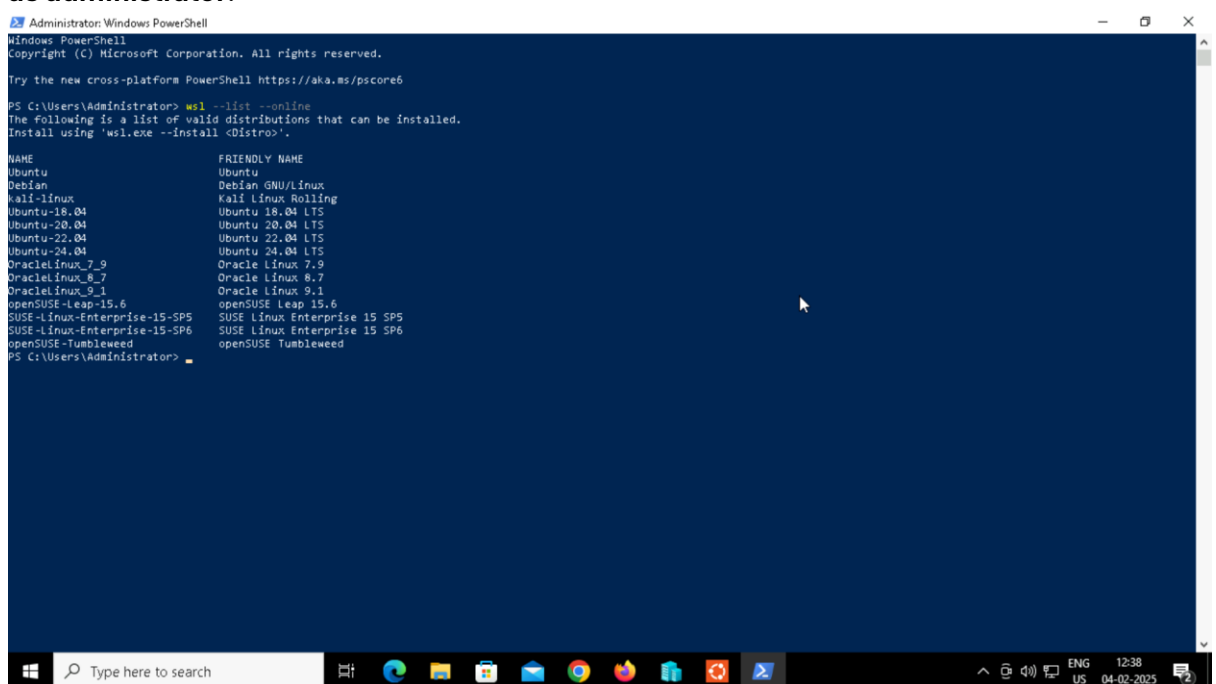 as administrator.
Administrator: Windows PowerShell
Windows PowerShell
Copyright (C) Microsoft Corporation. All rights reserved.
Try the new cross-platform PowerShell https://aka.ms/pscore6
PS C:\Users\Administrator> wsl --list --online
The following is a list of valid distributions that can be installed.
Install using 'wsl.exe --install <Distro>'.
NAME FRIENDLY NAME
Ubuntu Ubuntu
Debian Debian GNU/Linux
kali-linux Kali Linux Rolling
Ubuntu-18.04 Ubuntu 18.04 LTS
Ubuntu-20.04 Ubuntu 20.04 LTS
Ubuntu-22.04 Ubuntu 22.04 LTS
Ubuntu-24.04 Ubuntu 24.04 LTS
OracleLinux_7_9 Oracle Linux 7.9
OracleLinux_8_7 Oracle Linux 8.7
OracleLinux_9_1 Oracle Linux 9.1
openSUSE-Leap-15.6 openSUSE Leap 15.6
SUSE-Linux-Enterprise-15-SP5 SUSE Linux Enterprise 15 SP5
SUSE-Linux-Enterprise-15-SP6 SUSE Linux Enterprise 15 SP6
openSUSE-Tumbleweed openSUSE Tumbleweed
PS C:\Users\Administrator>
Type here to search
ENG 12:38
US 04-02-2025
2